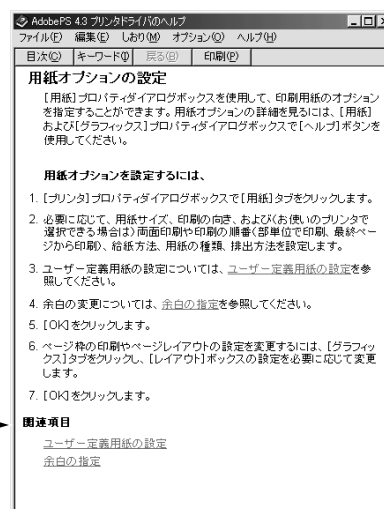 AdobePS 4.3 プリンタドライバのヘルプ
ファイル(F) 編集(E) しおり(M) オプション(O) ヘルプ(H)
目次(C) キーワード(I) 戻る(B) 印刷(P)
用紙オプションの設定
[用紙]プロパティダイアログボックスを使用して、印刷用紙のオプション
を指定することができます。用紙オプションの詳細を見るには、[用紙]
および[グラフィックス]プロパティダイアログボックスで[ヘルプ]ボタンを
使用してください。
用紙オプションを設定するには、
1. [プリンタ]プロパティダイアログボックスで[用紙]タブをクリックします。
2. 必要に応じて、用紙サイズ、印刷の向き、および(お使いのプリンタで
選択できる場合は)両面印刷や印刷の順番(部単位で印刷、最終ペー
ジから印刷)、給紙方法、用紙の種類、排出方法を設定します。
3. ユーザー定義用紙の設定については、ユーザー定義用紙の設定を参
照してください。
4. 余白の変更については、余白の指定を参照してください。
5. [OK]をクリックします。
6. ページ枠の印刷やページレイアウトの設定を変更するには、[グラフィッ
クス]タブをクリックし、[レイアウト]ボックスの設定を必要に応じて変更
します。
7. [OK]をクリックします。
関連項目
ユーザー定義用紙の設定
余白の指定